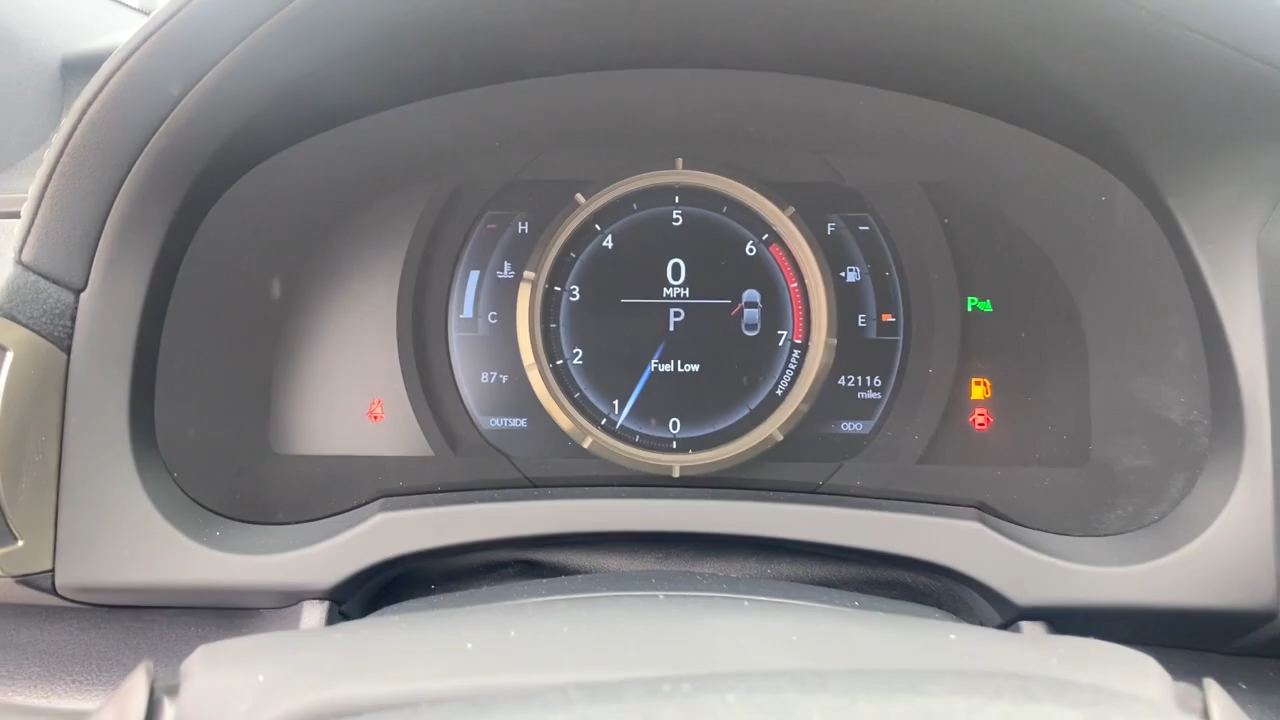 H
C
87°F
OUTSIDE
5
4
6
3
2
7
1
0
x1000RPM
0
MPH
P
Fuel Low
F
E
42116
miles
ODO
P